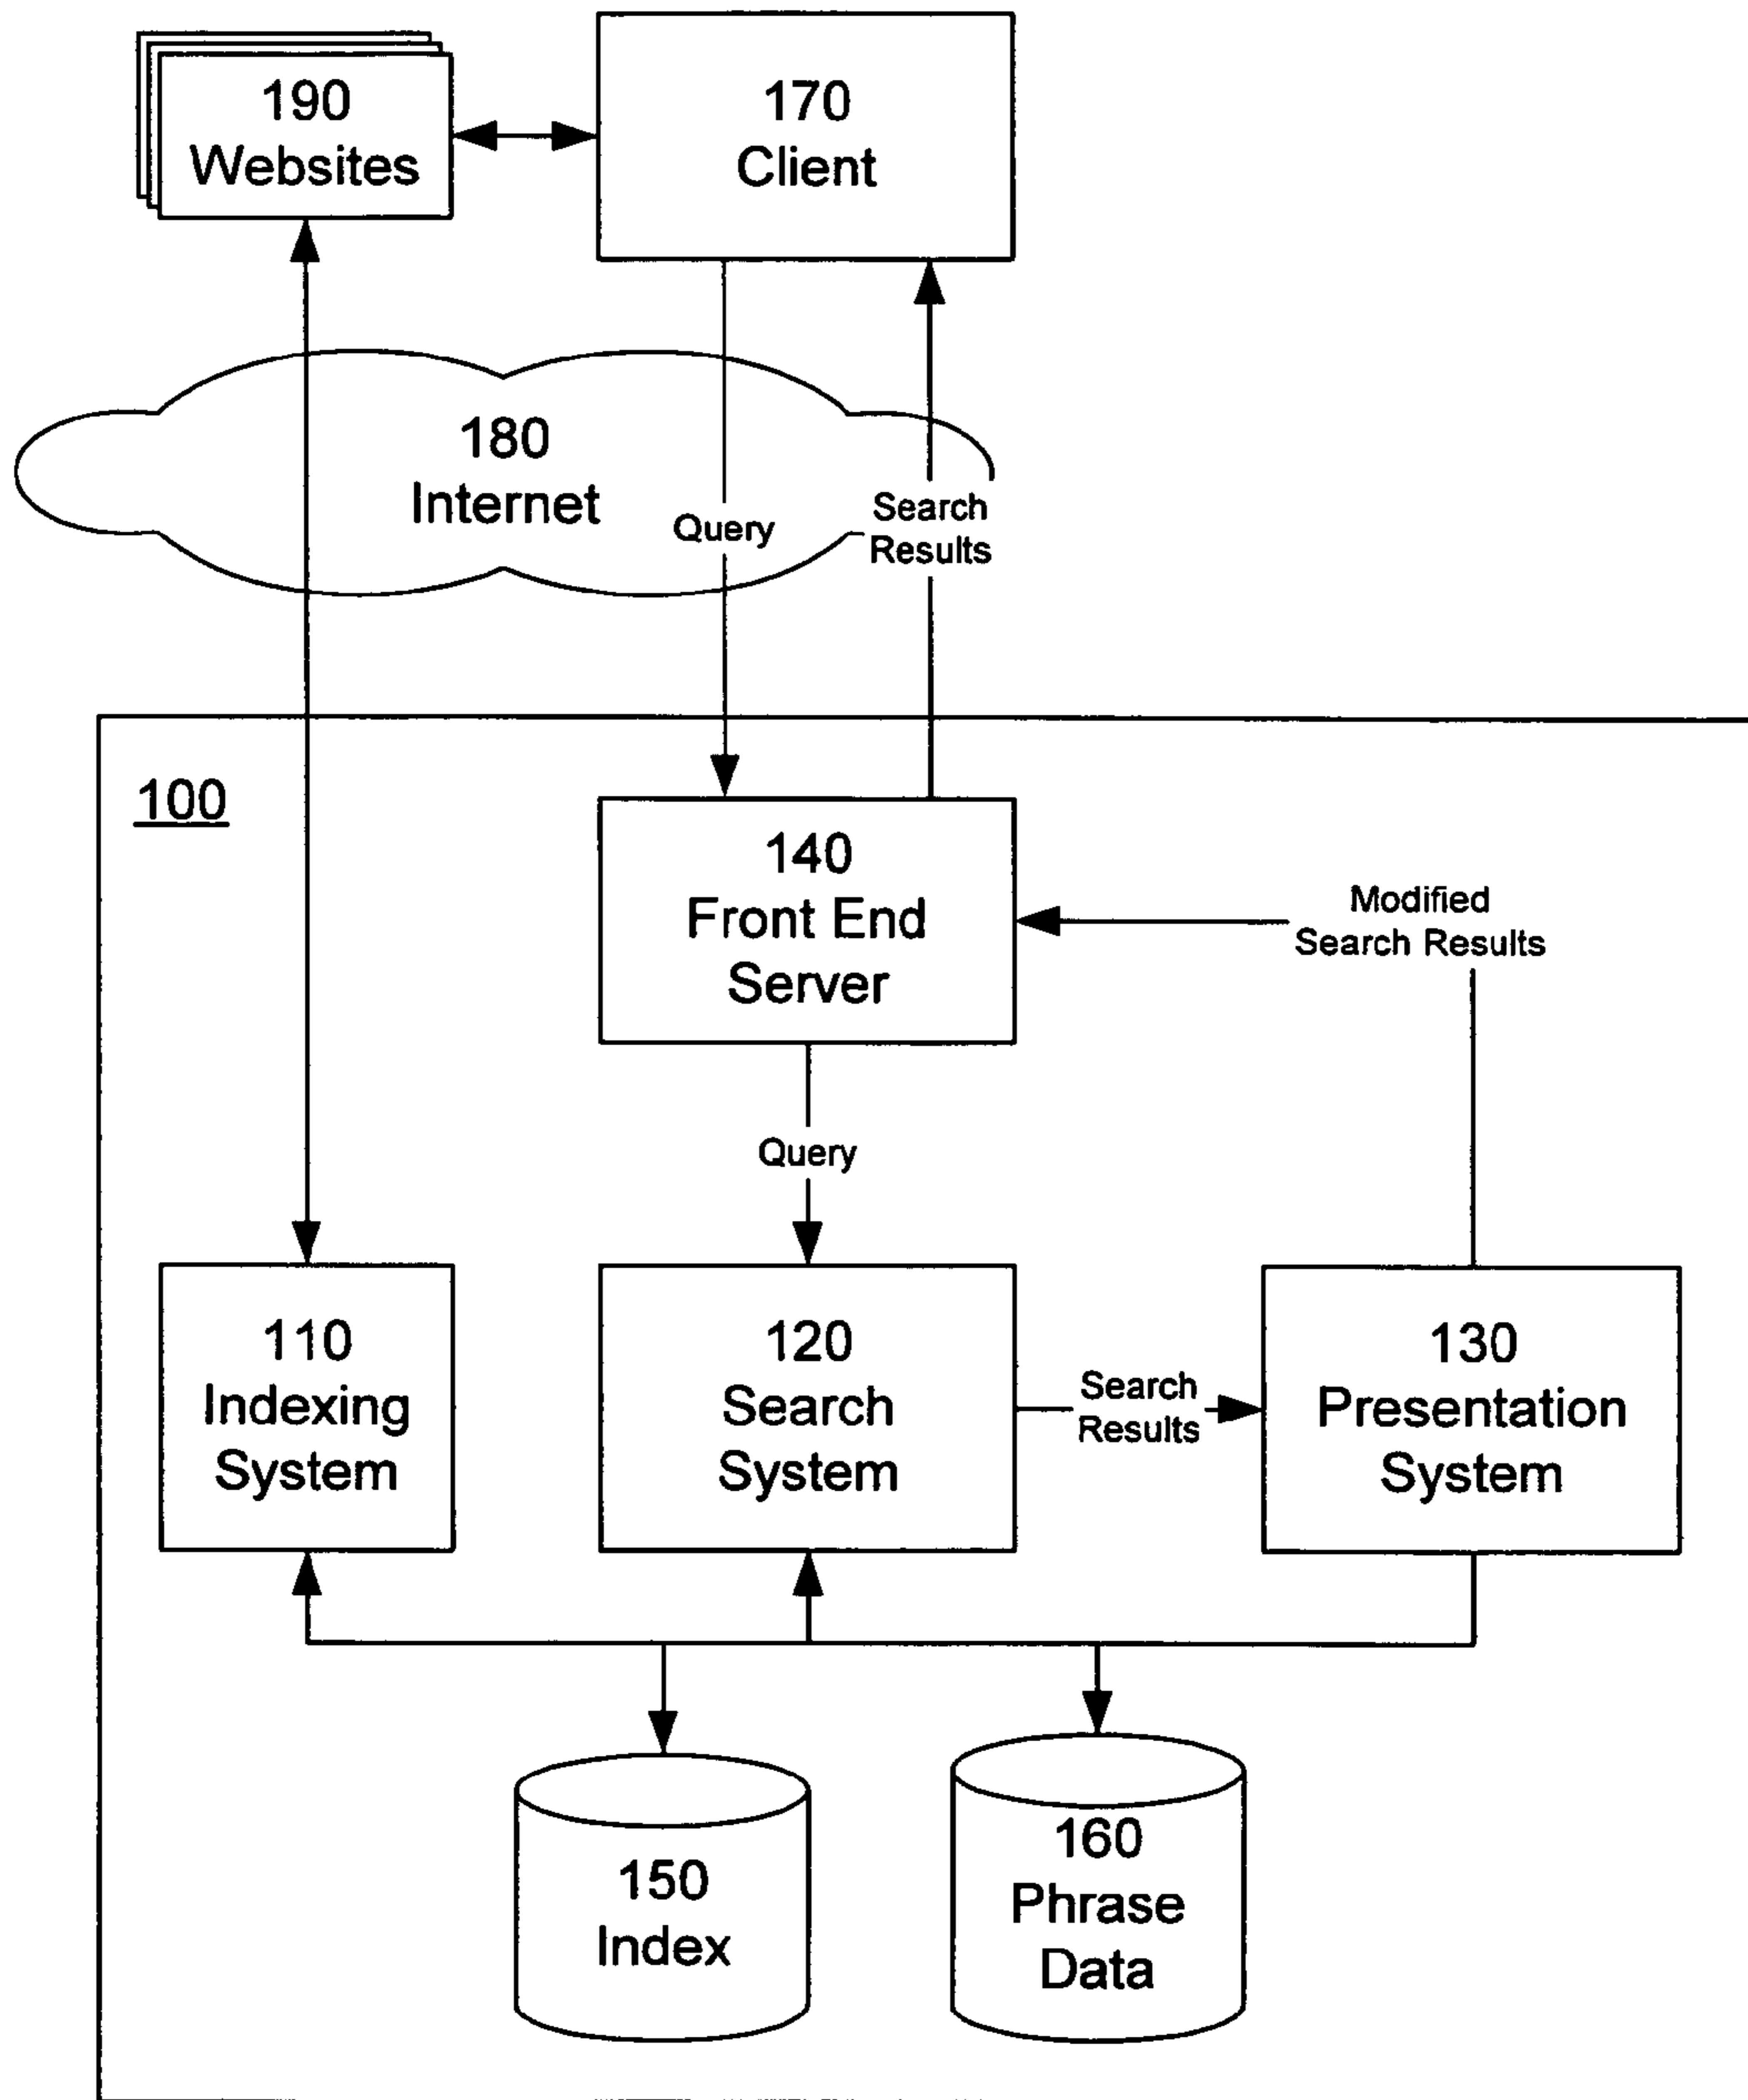 190
Websites
170
Client
180
Internet
Query
Search
Results
100
140
Front End
Server
Modified
Search Results
Query
110
Indexing
System
120
Search
System
Search
Results
130
Presentation
System
150
Index
160
Phrase
Data